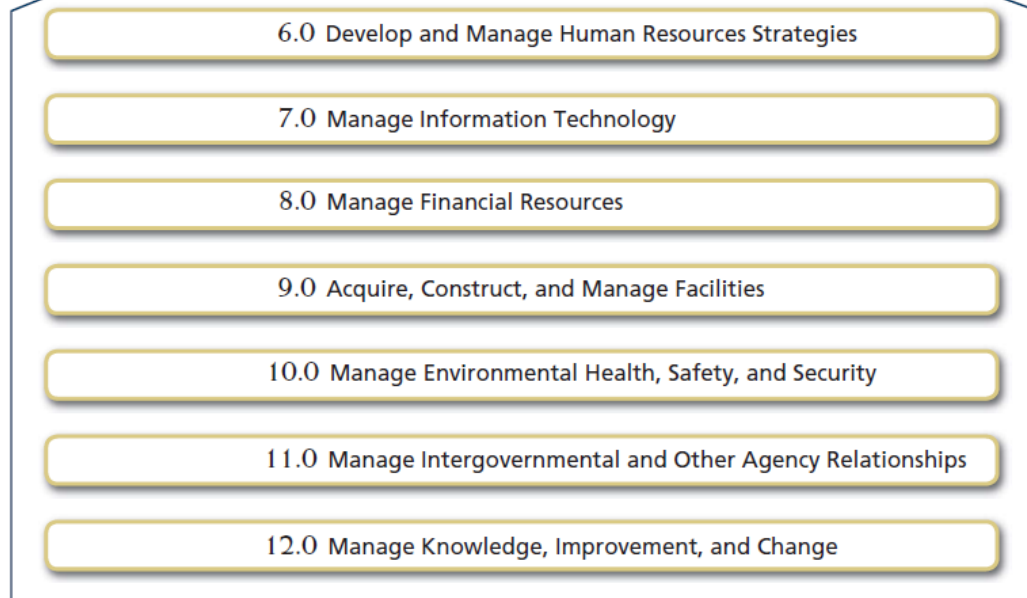 6.0 Develop and Manage Human Resources Strategies
7.0 Manage Information Technology
8.0 Manage Financial Resources
9.0 Acquire, Construct, and Manage Facilities
10.0 Manage Environmental Health, Safety, and Security
11.0 Manage Intergovernmental and Other Agency Relationships
12.0 Manage Knowledge, Improvement, and Change